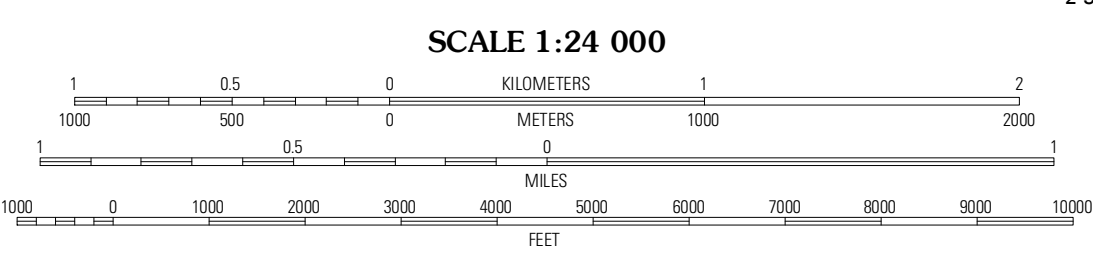 SCALE 1:24 000
1 0.5 0 KILOMETERS 1 2
1000 500 0 METERS 1000 2000
1 0.5 0 1
MILES
1000 0 1000 2000 3000 4000 5000 6000 7000 8000 9000 10000
FEET